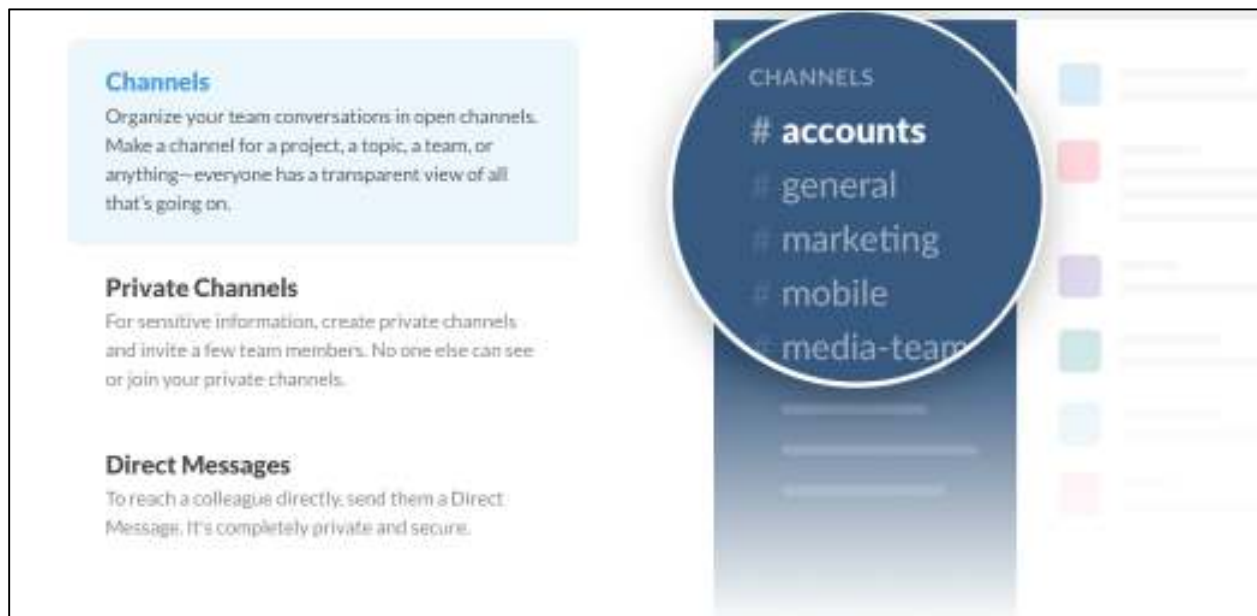 Channels
Organize your team conversations in open channels.
Make a channel for a project, a topic, a team, or
anything—everyone has a transparent view of all
that's going on.
Private Channels
For sensitive information, create private channels
and invite a few team members. No one else can see
or join your private channels.
Direct Messages
To reach a colleague directly, send them a Direct
Message. It's completely private and secure.
CHANNELS
# accounts
# general
# marketing
# mobile
# media-team